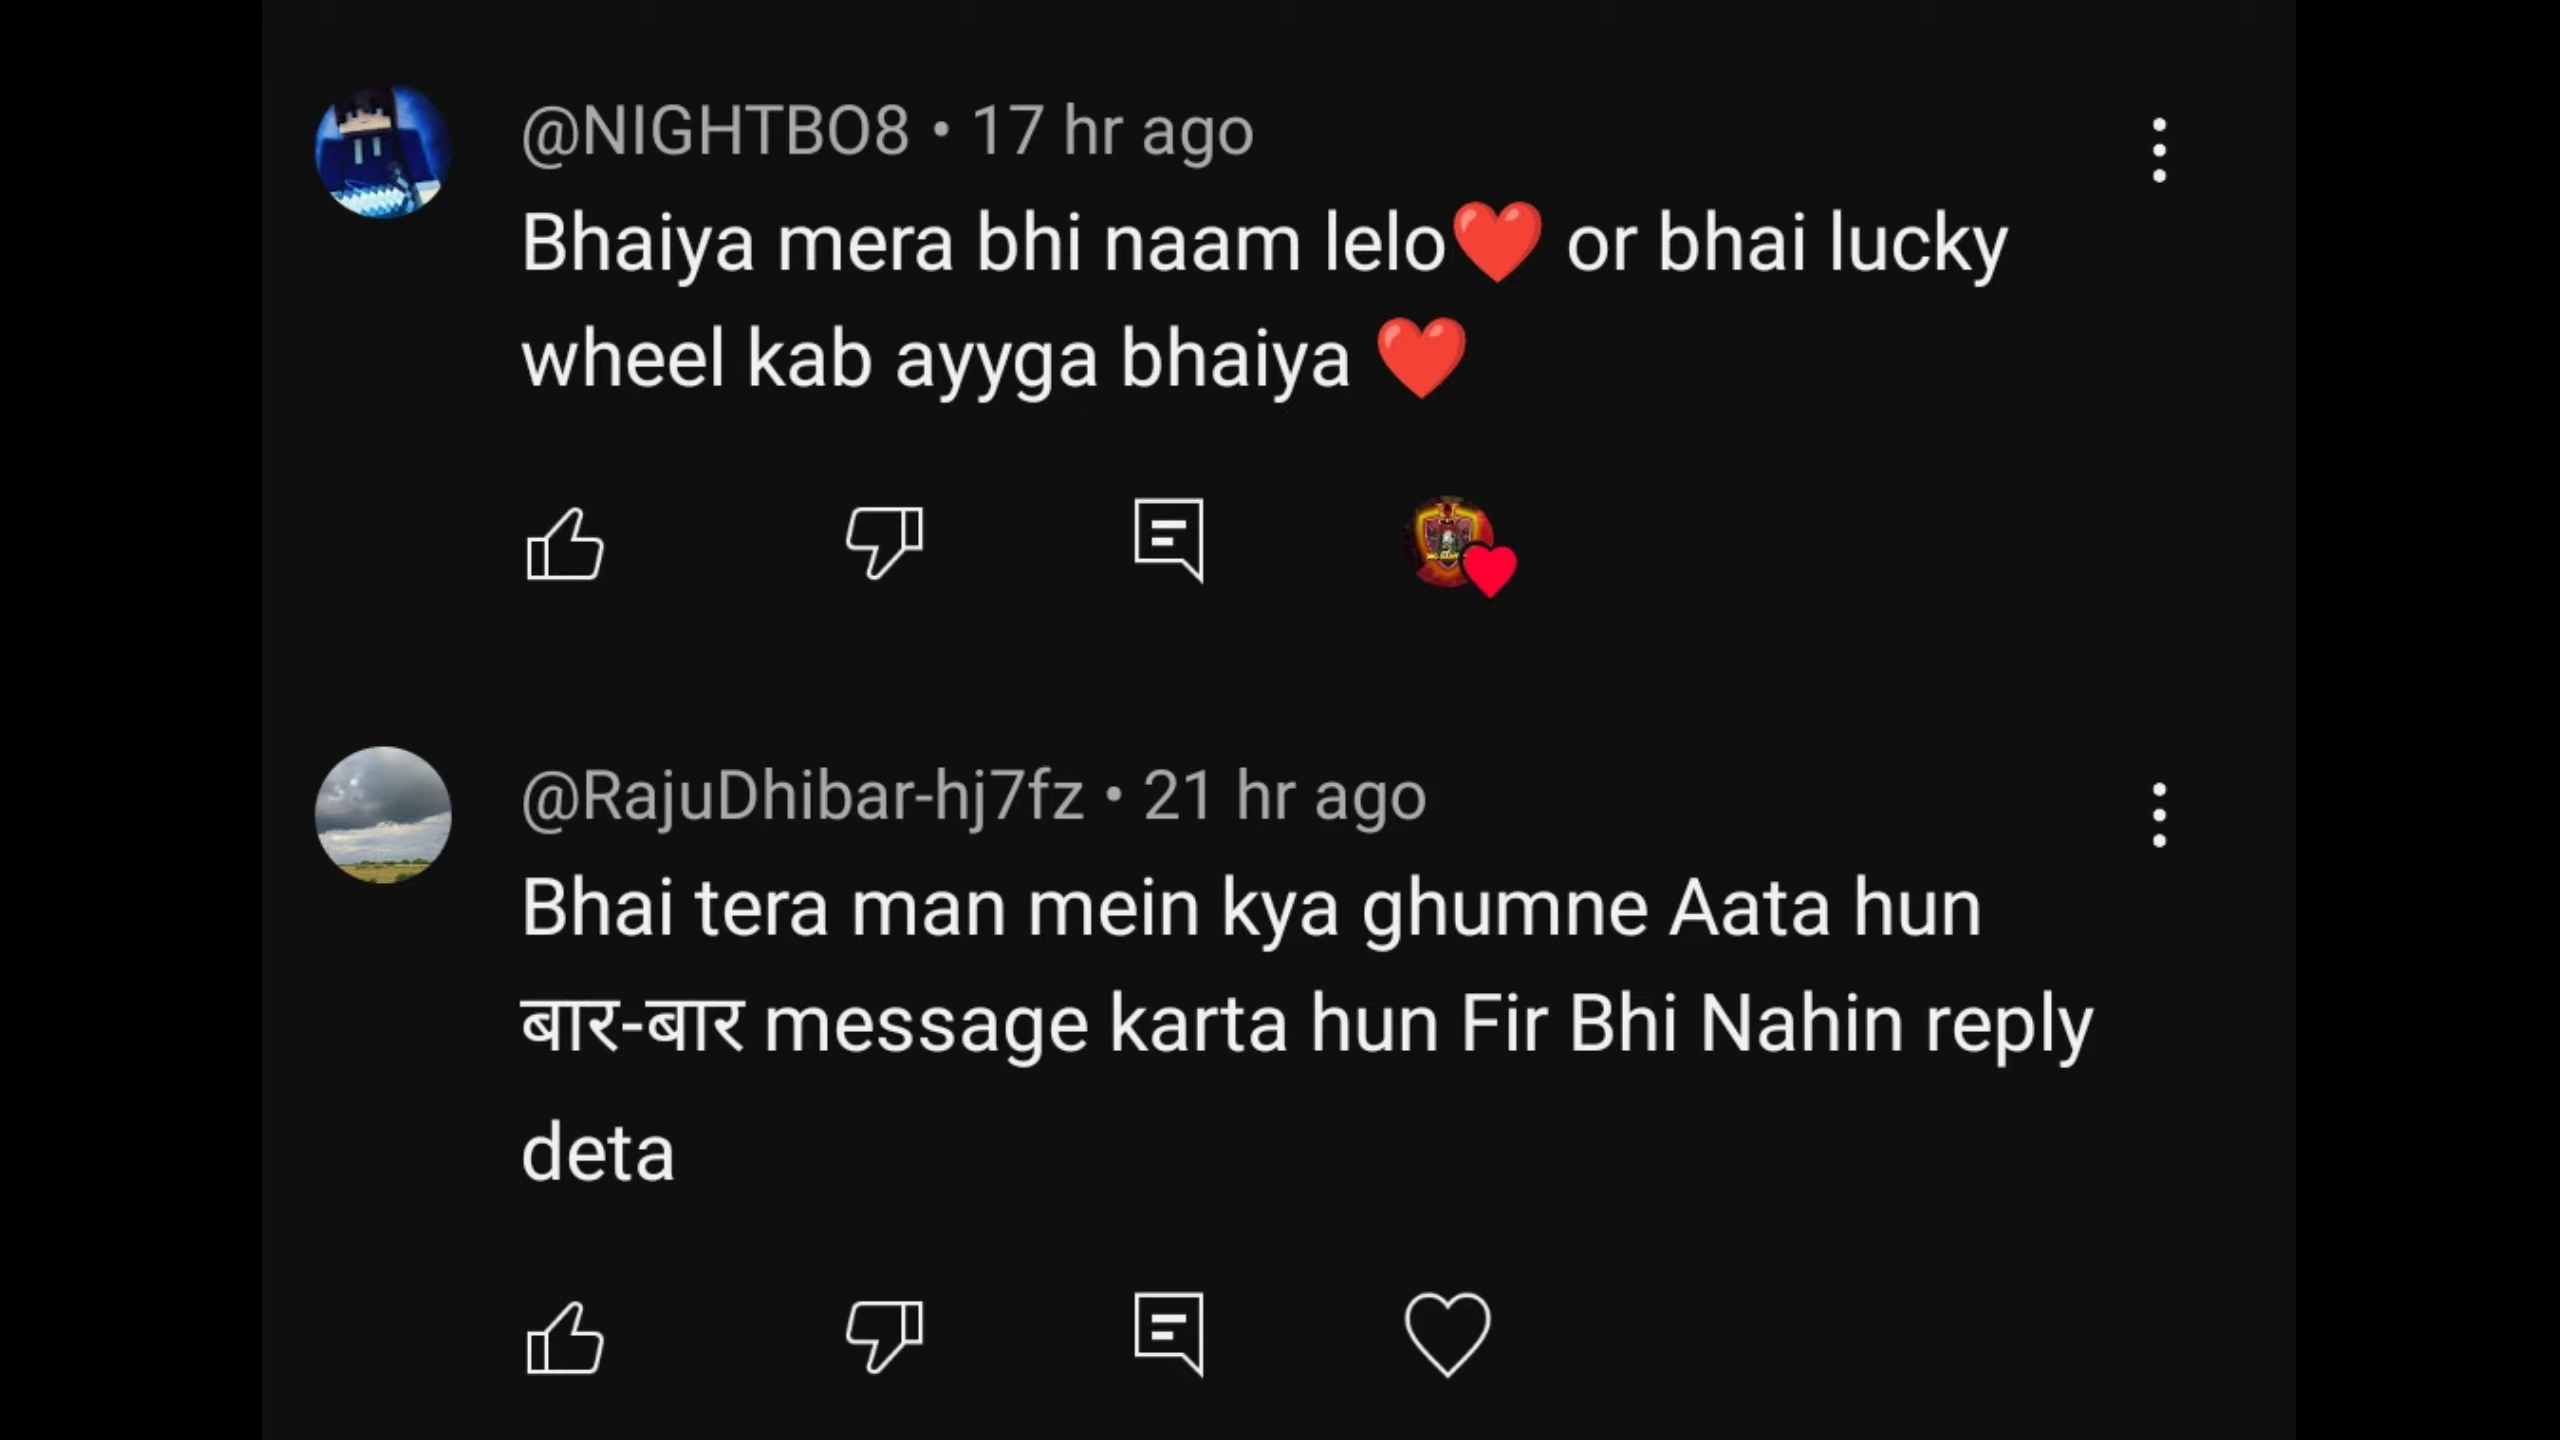 @NIGHTBO8 • 17 hr ago
Bhaiya mera bhi naam lelo❤️ or bhai lucky
wheel kab ayyga bhaiya ❤️
@RajuDhibar-hj7fz • 21 hr ago
Bhai tera man mein kya ghumne Aata hun
बार-बार message karta hun Fir Bhi Nahin reply
deta